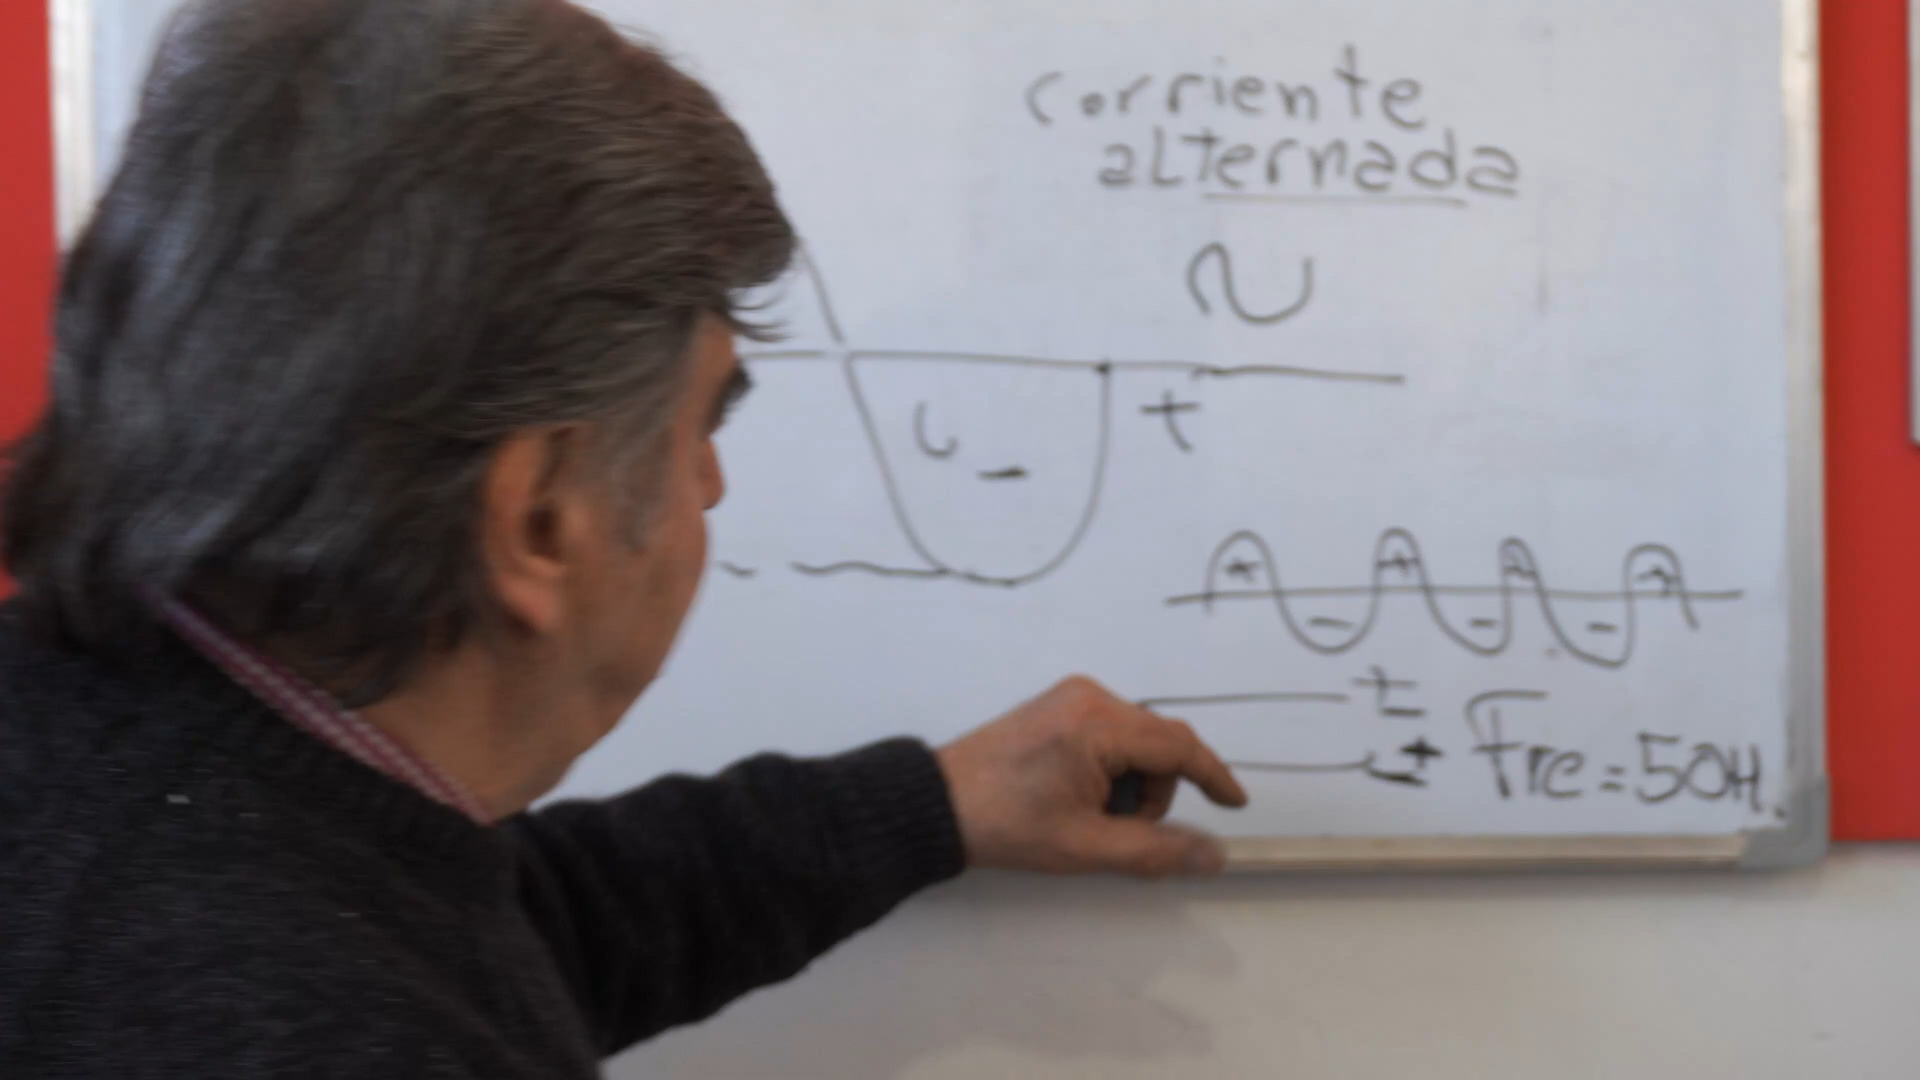 corriente
alternada
+
-
+ + + +
- - -
+
-
+
-
Fre=50H.